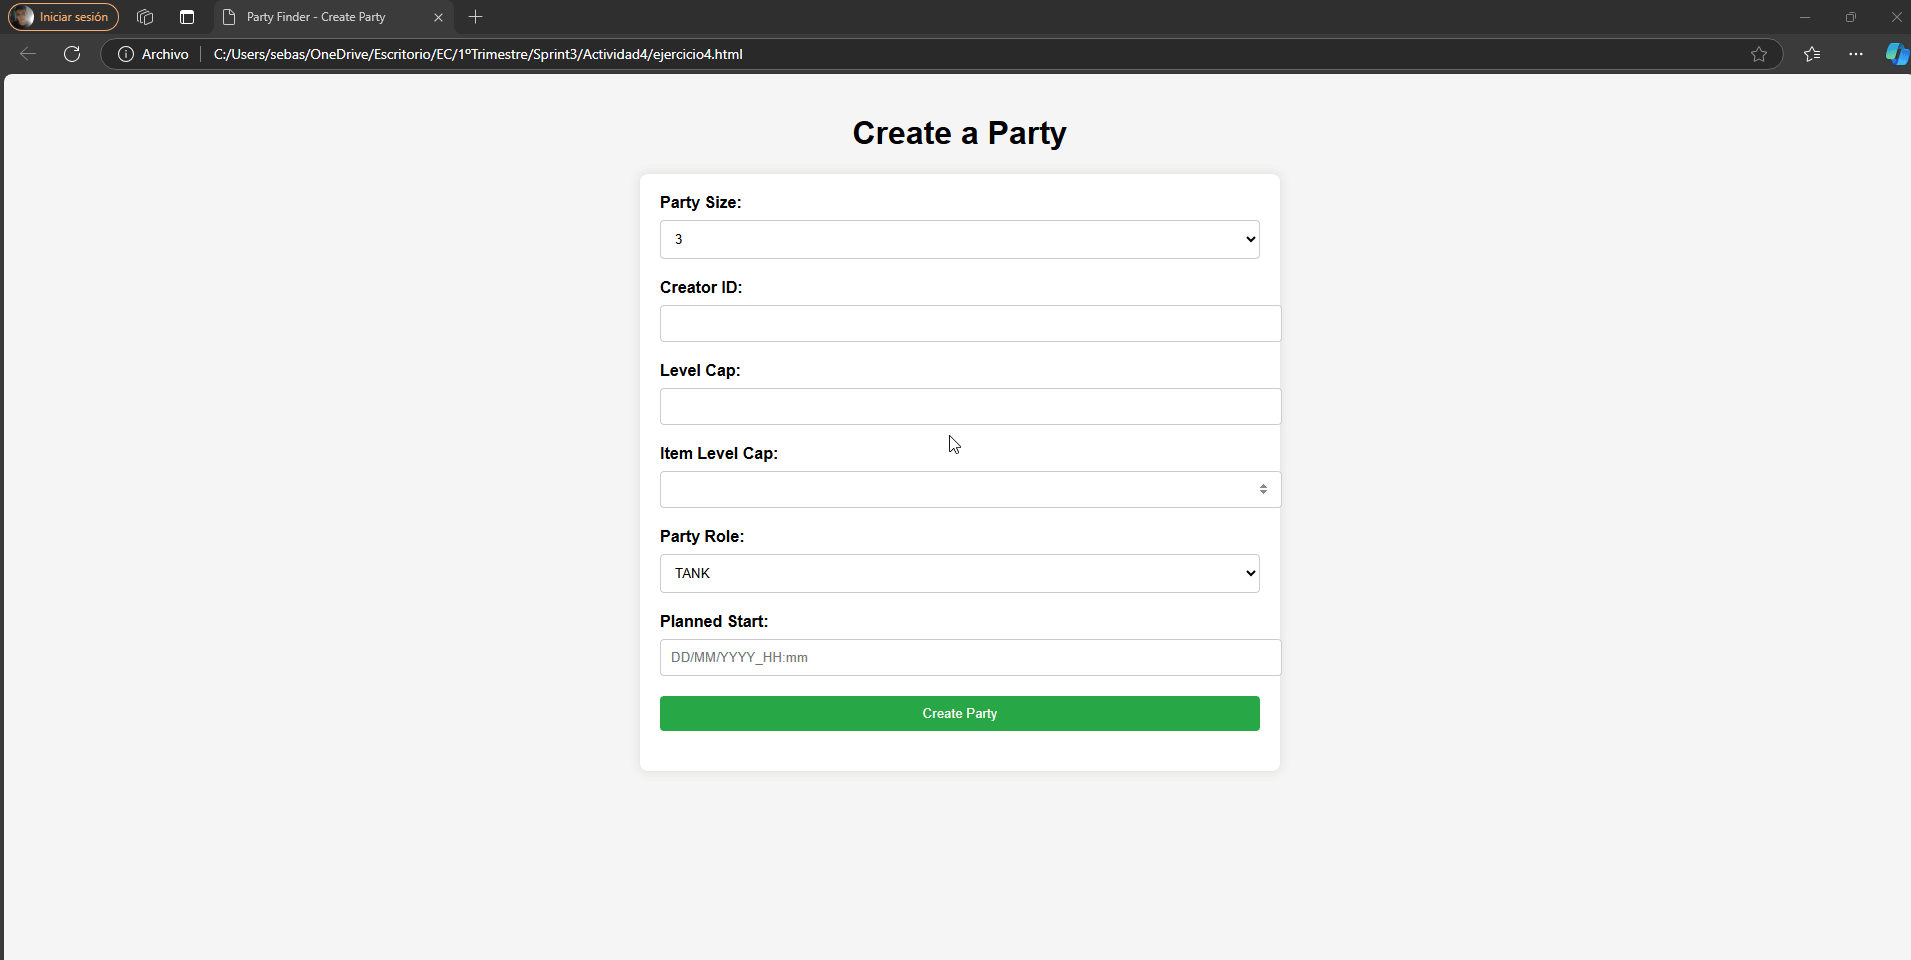 Iniciar sesión
Party Finder - Create Party
Archivo
C:/Users/sebas/OneDrive/Escritorio/EC/1ºTrimestre/Sprint3/Actividad4/ejercicio4.html
Create a Party
Party Size:
3
Creator ID:
Level Cap:
Item Level Cap:
Party Role:
TANK
Planned Start:
DD/MM/YYYY_HH:mm
Create Party